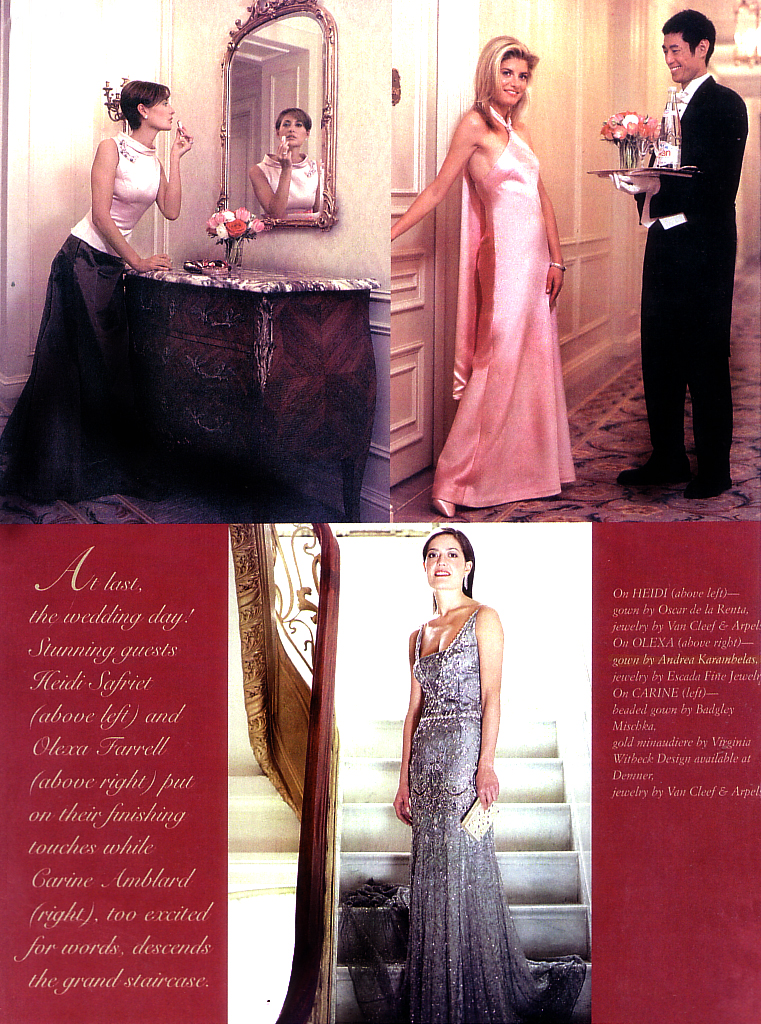 At last,
the wedding day!
Stunning guests
Heidi Safriet
(above left) and
Olexa Farrell
(above right) put
on their finishing
touches while
Carine Amblard
(right), too excited
for words, descends
the grand staircase.
On HEIDI (above left)—
gown by Oscar de la Renta,
jewelry by Van Cleef & Arpels
On OLEXA (above right)—
gown by Andrea Karambelas,
jewelry by Escada Fine Jewelr
On CARINE (left)—
beaded gown by Badgley
Mischka,
gold minaudiere by Virginia
Witbeck Design available at
Demner,
jewelry by Van Cleef & Arpels